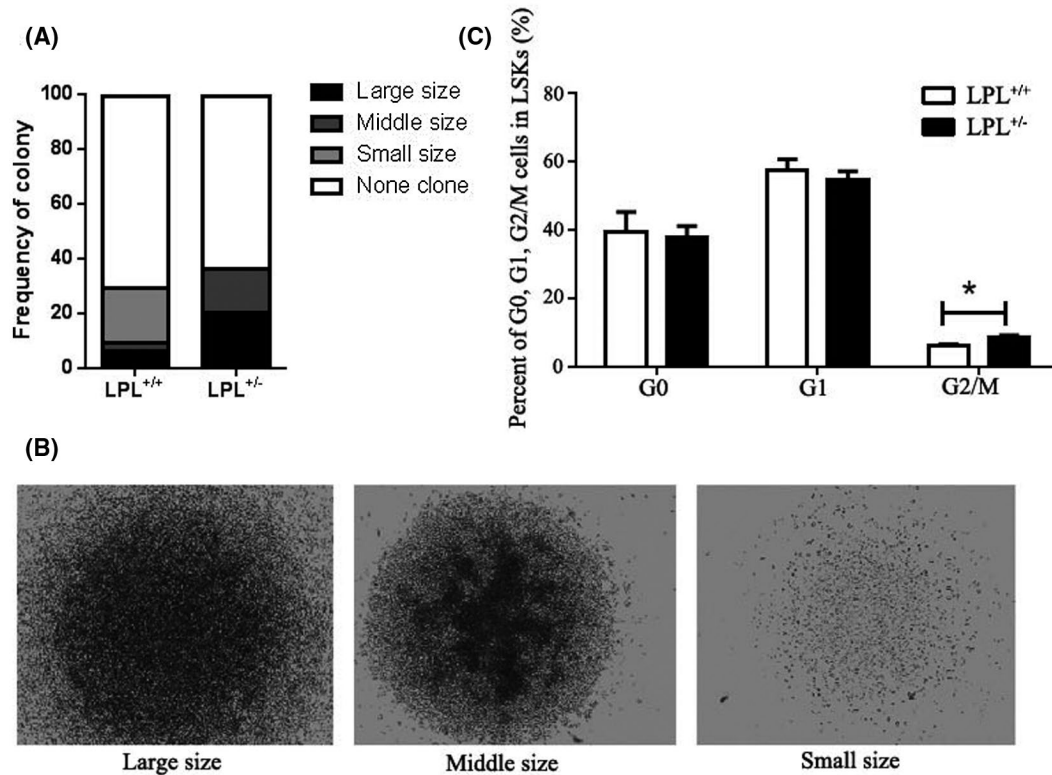 (A)
Frequency of colony
100
80
60
40
20
0
LPL+/+
LPL+/-
Large size
Middle size
Small size
None clone
(C)
Percent of G0, G1, G2/M cells in LSKs (%)
80
60
40
20
0
G0
G1
G2/M
*
LPL+/+
LPL+/-
(B)
Large size
Middle size
Small size